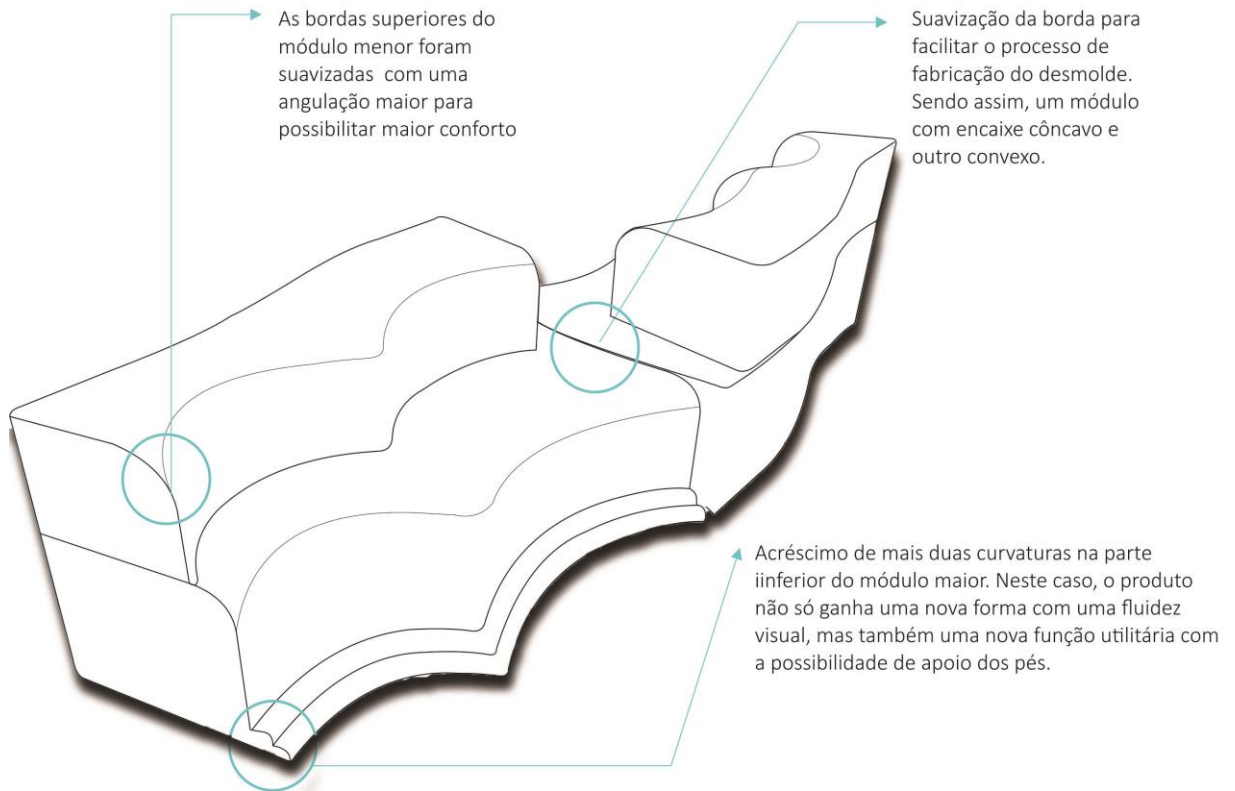 As bordas superiores do
módulo menor foram
suavizadas com uma
angulação maior para
possibilitar maior conforto
Suavização da borda para
facilitar o processo de
fabricação do desmolde.
Sendo assim, um módulo
com encaixe côncavo e
outro convexo.
Acréscimo de mais duas curvaturas na parte
iinferior do módulo maior. Neste caso, o produto
não só ganha uma nova forma com uma fluidez
visual, mas também uma nova função utilitária com
a possibilidade de apoio dos pés.